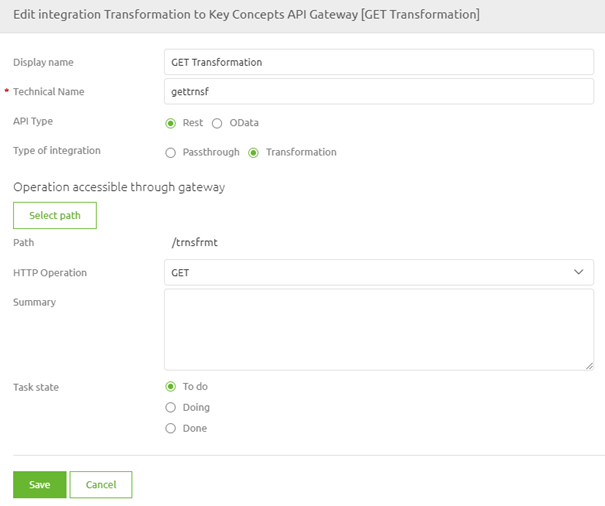 Edit integration Transformation to Key Concepts API Gateway [GET Transformation]
Display name GET Transformation
* Technical Name gettrnsf
API Type Rest OData
Type of integration Passthrough Transformation
Operation accessible through gateway
Select path
Path /trnsfrmt
HTTP Operation GET
Summary
Task state To do
Doing
Done
Save Cancel